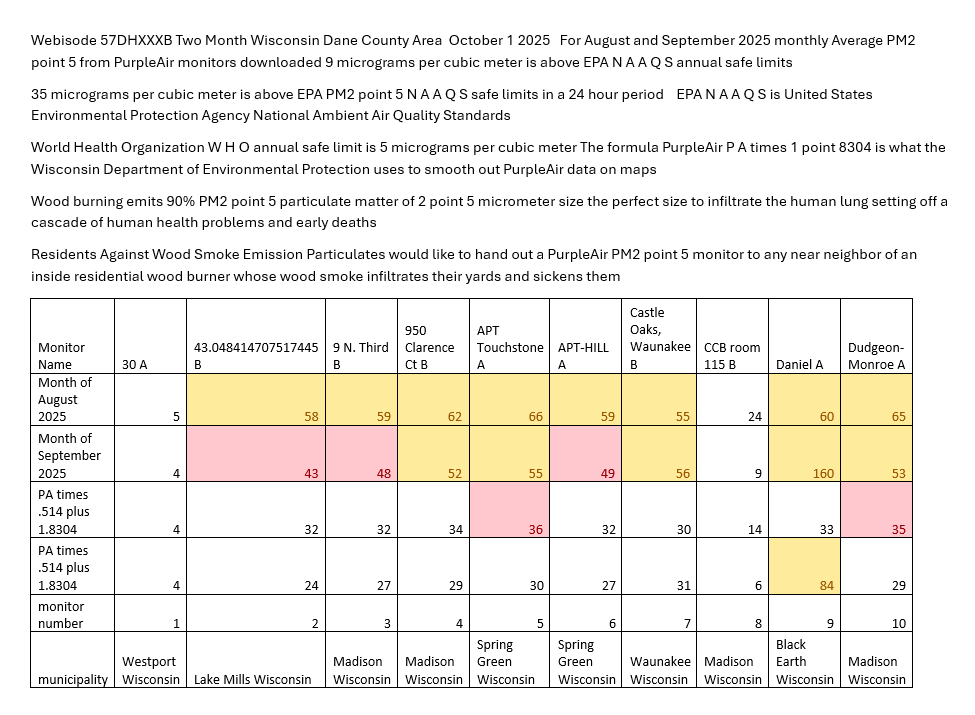 Webisode 57DHXXXB Two Month Wisconsin Dane County Area October 1 2025 For August and September 2025 monthly Average PM2
point 5 from PurpleAir monitors downloaded 9 micrograms per cubic meter is above EPA N A A Q S annual safe limits
35 micrograms per cubic meter is above EPA PM2 point 5 N A A Q S safe limits in a 24 hour period EPA N A A Q S is United States
Environmental Protection Agency National Ambient Air Quality Standards
World Health Organization W H O annual safe limit is 5 micrograms per cubic meter The formula PurpleAir P A times 1 point 8304 is what the
Wisconsin Department of Environmental Protection uses to smooth out PurpleAir data on maps
Wood burning emits 90% PM2 point 5 particulate matter of 2 point 5 micrometer size the perfect size to infiltrate the human lung setting off a
cascade of human health problems and early deaths
Residents Against Wood Smoke Emission Particulates would like to hand out a PurpleAir PM2 point 5 monitor to any near neighbor of an
inside residential wood burner whose wood smoke infiltrates their yards and sickens them
Monitor Name 30 A 43.048414707517445 B 9 N. Third B 950 Clarence Ct B APT Touchstone A APT-HILL A Castle Oaks, Waunakee B CCB room 115 B Daniel A Dudgeon-Monroe A
Month of August 2025 5 58 59 62 66 59 55 24 60 65
Month of September 2025 4 43 48 52 55 49 56 9 160 53
PA times .514 plus 1.8304 4 32 32 34 36 32 30 14 33 35
PA times .514 plus 1.8304 4 24 27 29 30 27 31 6 84 29
monitor number 1 2 3 4 5 6 7 8 9 10
municipality Westport Wisconsin Lake Mills Wisconsin Madison Wisconsin Madison Wisconsin Spring Green Wisconsin Spring Green Wisconsin Waunakee Wisconsin Madison Wisconsin Black Earth Wisconsin Madison Wisconsin